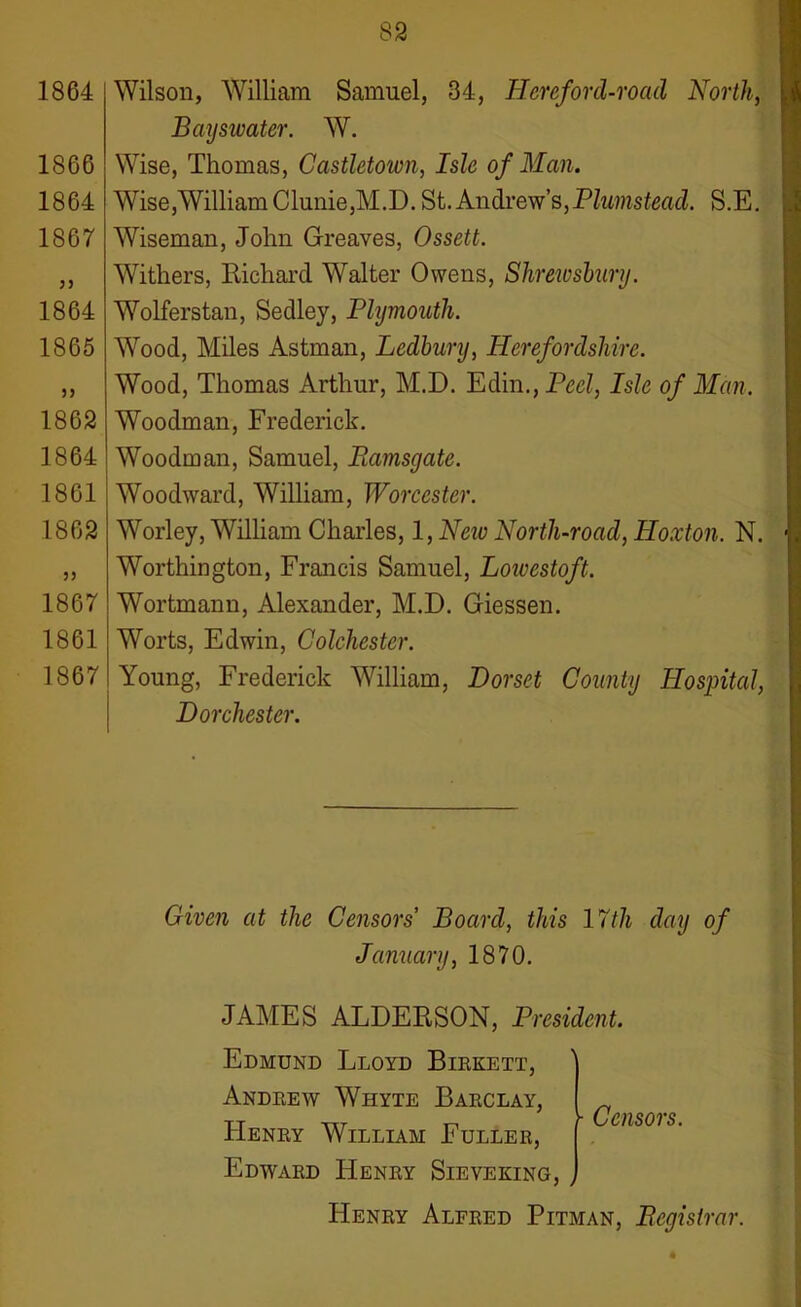 82
1864 Wilson, William Samuel, 34, Hereford-road North,
Bayswater. W.
1866 Wise, Thomas, Castletown, Isle of Man.
1864 Wise,William Clunie,M.D. St. Andrew's, Plumstead. S.E.
1867 Wiseman, John Greaves, Ossett.
„ Withers, Richard Walter Owens, Shrewsbury.
1864 Wolferstan, Sedley, Plymouth.
1865 Wood, Miles Astman, Ledbury, Herefordshire.
„ Wood, Thomas Arthur, M.D. Edin., Peel, Isle of Man.
1862 Woodman, Frederick.
1864 Woodman, Samuel, Ramsgate.
1861 Woodward, William, Worcester.
1862 Worley, William Charles, 1, New North-road, Hoxton. N.
„ Worthington, Francis Samuel, Lowestoft.
1867 Wortmann, Alexander, M.D. Giessen.
1861 Worts, Edwin, Colchester.
1867 Young, Frederick William, Dorset County Hospital,
Dorchester.
Given at the Censors' Board, this 17th day of
January, 1870.
JAMES ALDERSON, President.
Edmund Lloyd Birkett,
Andrew Whyte Barclay,
Henry William Fuller,
Edward Henry Sieveking,
Censors.
Henry Alfred Pitman, Registrar.